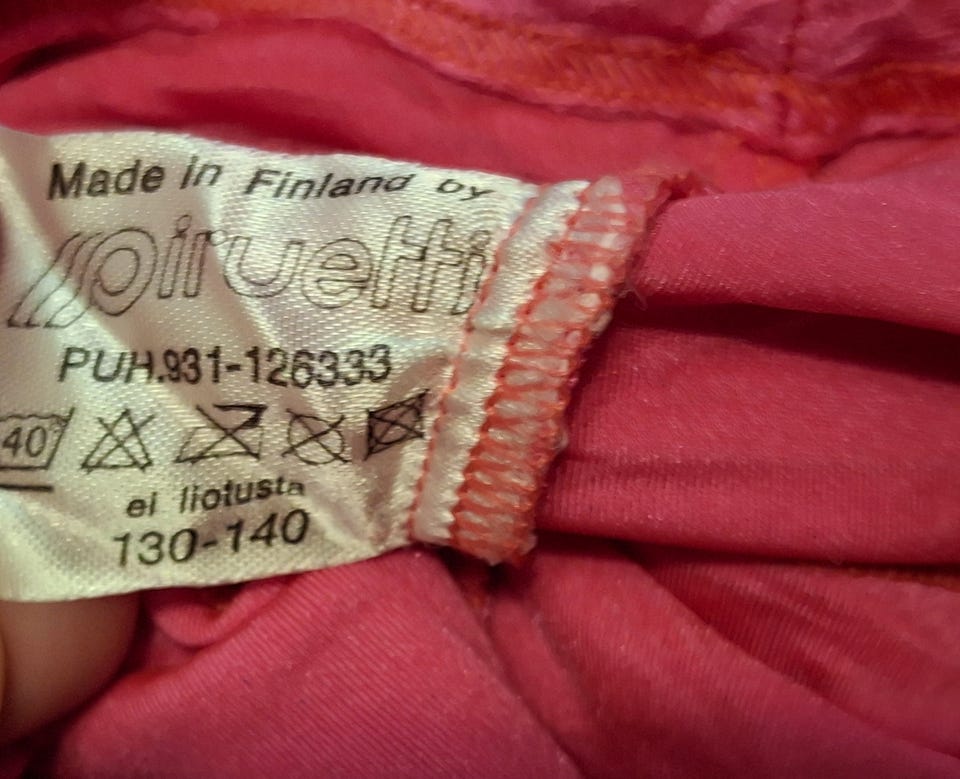 Made in Finland by
piruetti
PUH.931-126333
40
ei liotusta
130-140